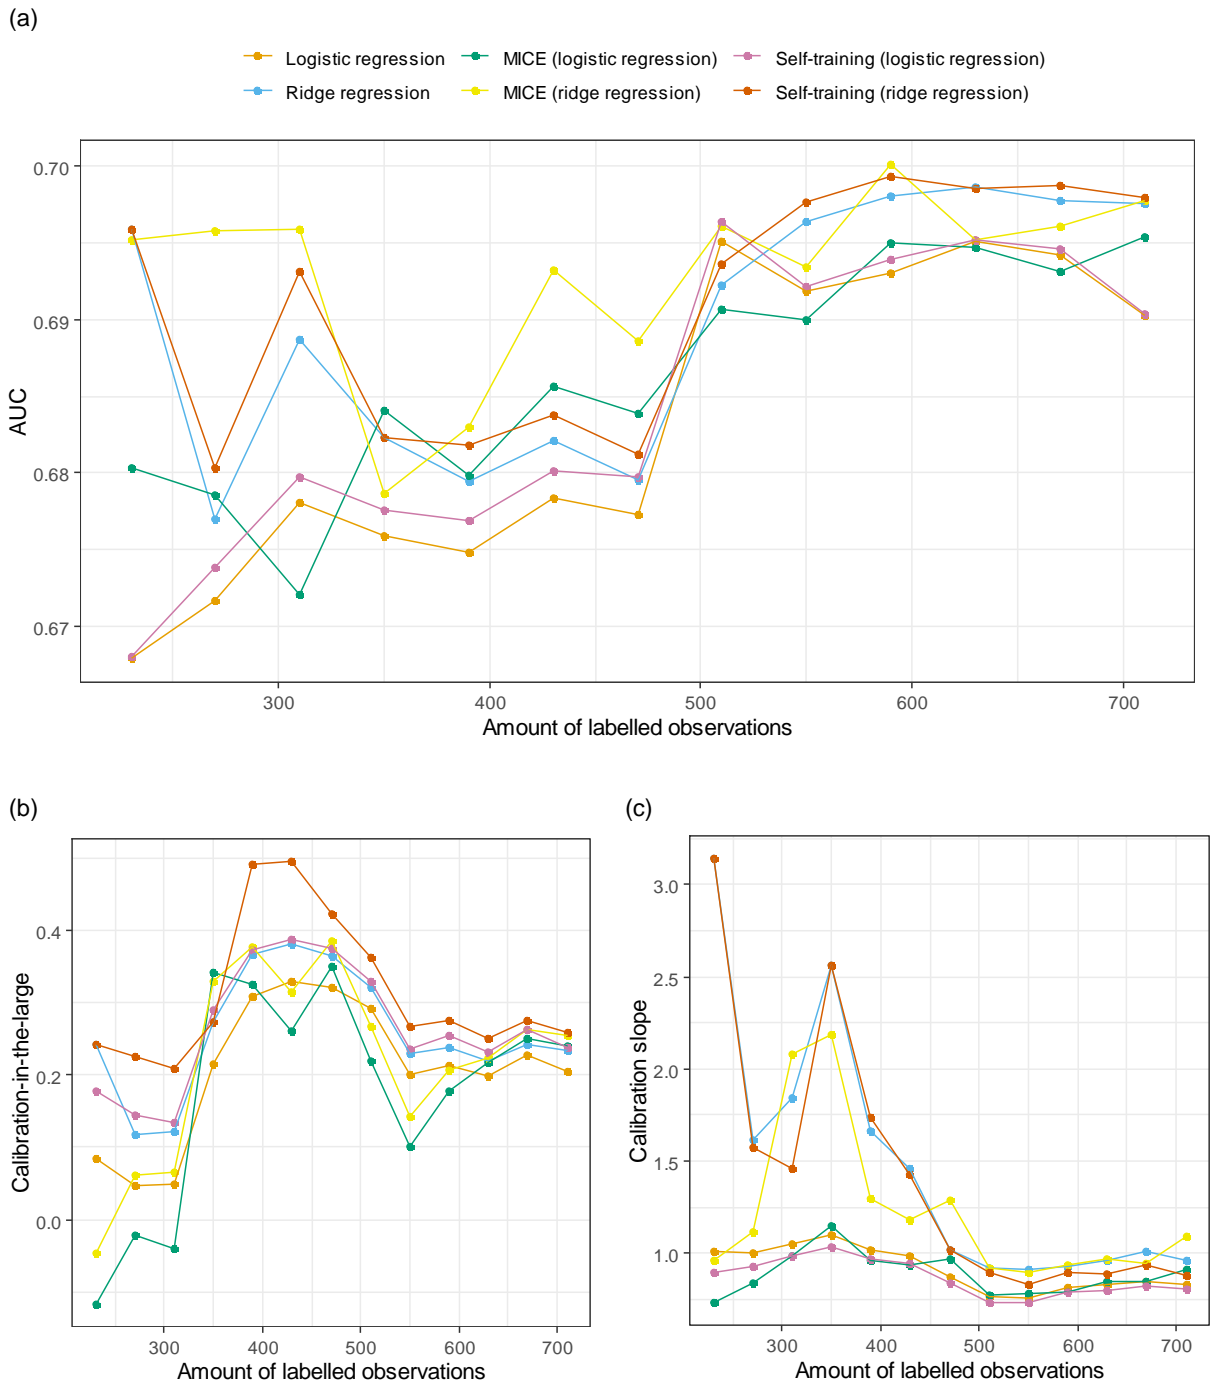 (a)
Logistic regression MICE (logistic regression) Self-training (logistic regression)
Ridge regression MICE (ridge regression) Self-training (ridge regression)
0.70
0.69
0.68
0.67
AUC
300 400 500 600 700
Amount of labelled observations
(b)
0.4
0.2
0.0
Calibration-in-the-large
300 400 500 600 700
Amount of labelled observations
(c)
3.0
2.5
2.0
1.5
1.0
Calibration slope
300 400 500 600 700
Amount of labelled observations